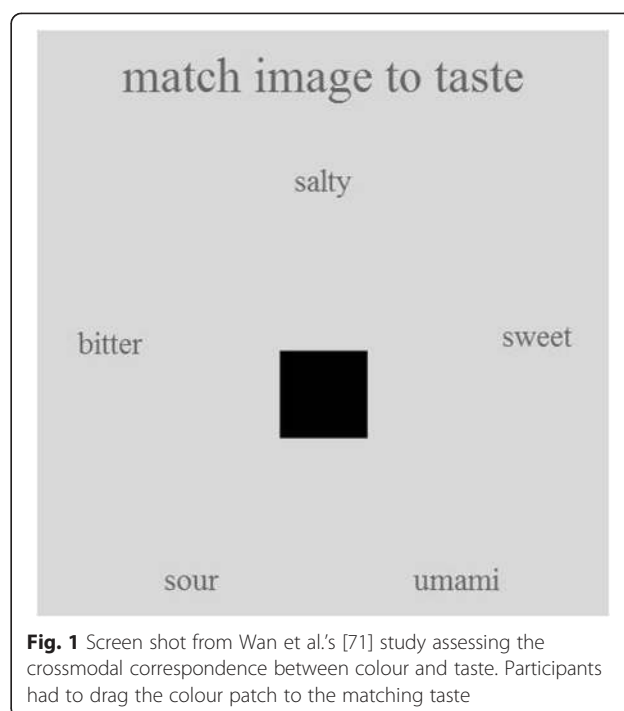 match image to taste
salty
bitter
sweet
sour
umami
Fig. 1 Screen shot from Wan et al.'s [71] study assessing the
crossmodal correspondence between colour and taste. Participants
had to drag the colour patch to the matching taste